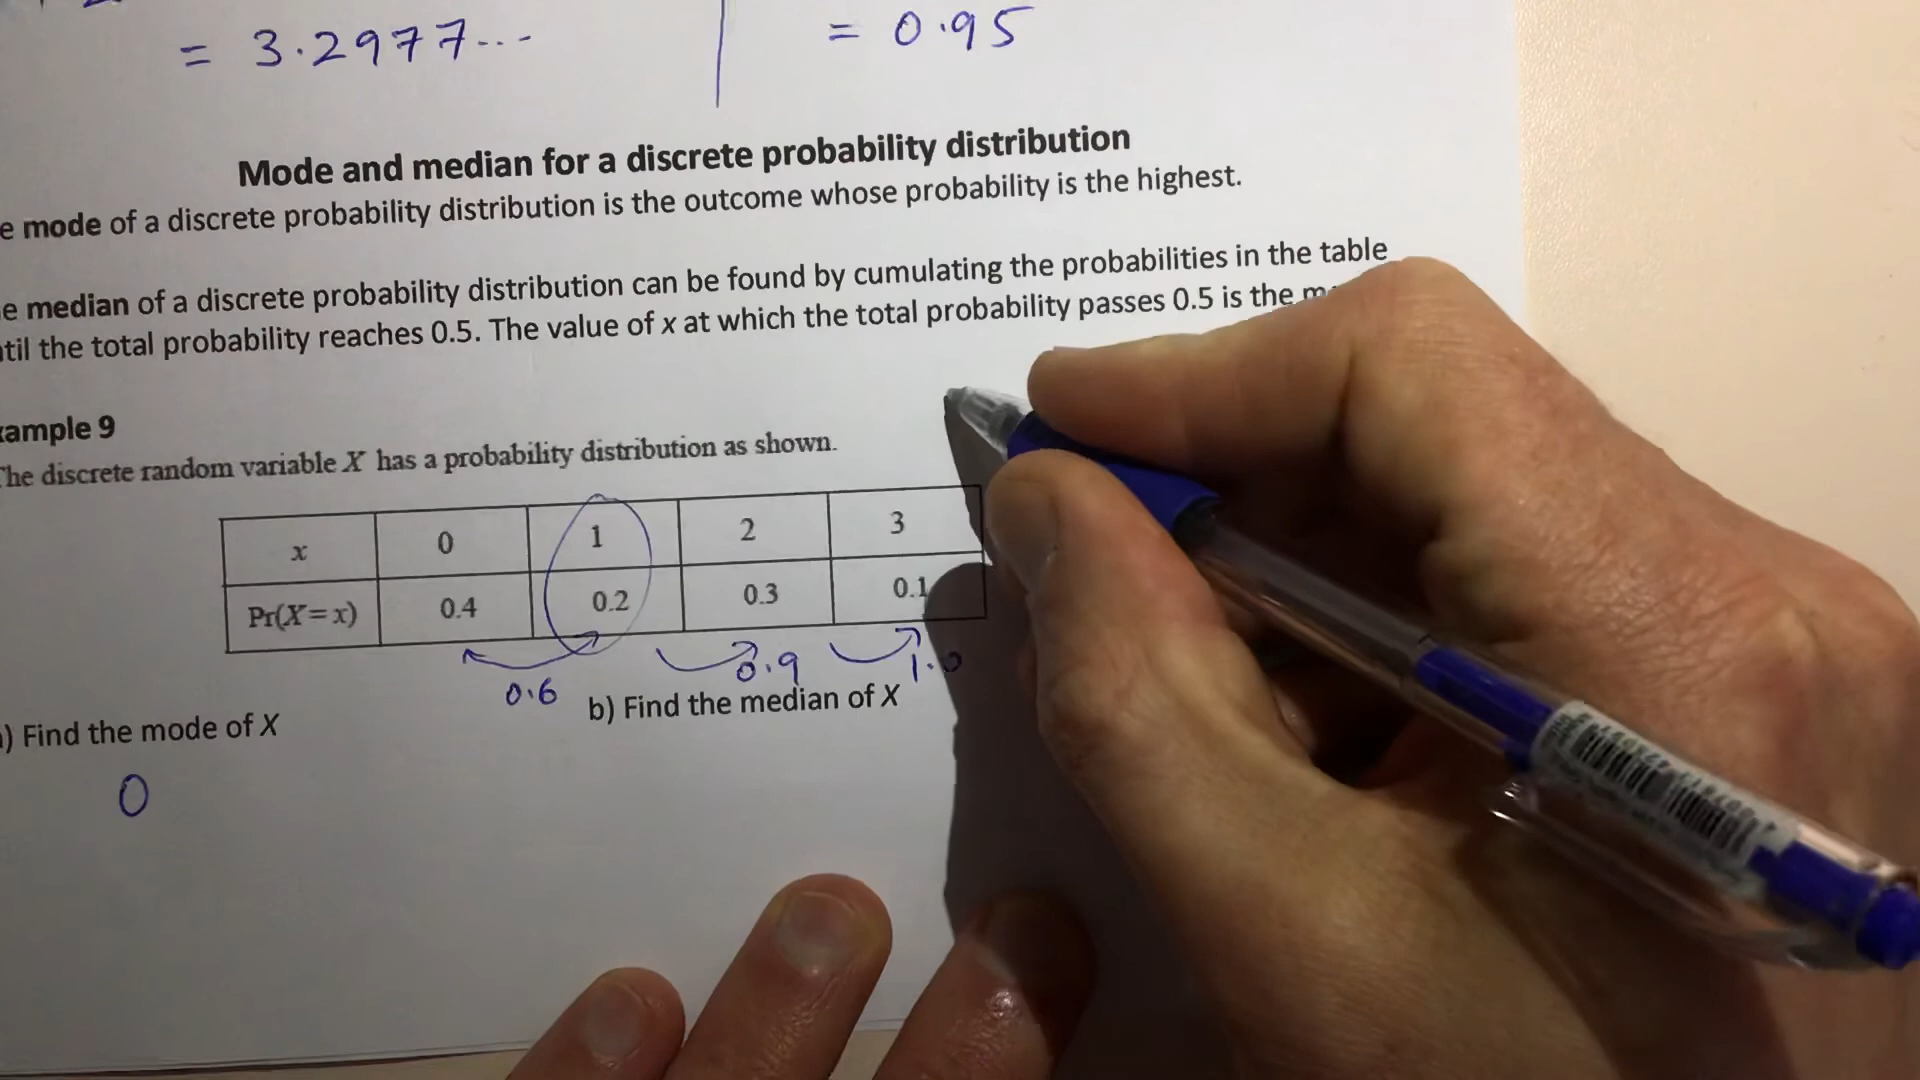 = 3.2977...
= 0.95
Mode and median for a discrete probability distribution
e mode of a discrete probability distribution is the outcome whose probability is the highest.
e median of a discrete probability distribution can be found by cumulating the probabilities in the table
til the total probability reaches 0.5. The value of x at which the total probability passes 0.5 is the
ample 9
The discrete random variable X has a probability distribution as shown.
x 0 1 2 3
Pr(X=x) 0.4 0.2 0.3 0.1
0.6 0.9 1.0
) Find the mode of X
b) Find the median of X
0